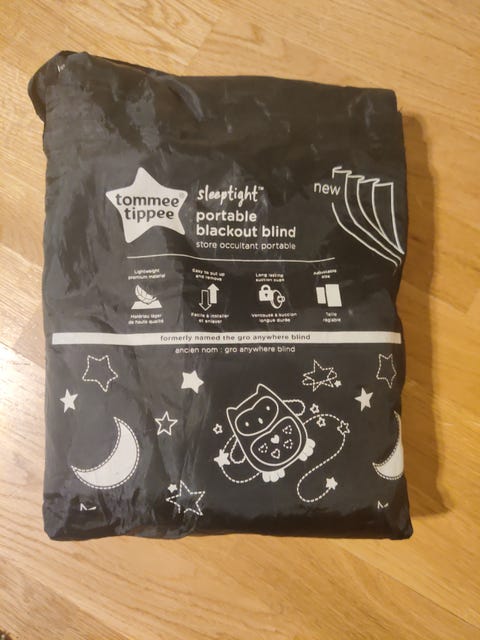 tommee
tippee
sleeptight™
portable
blackout blind
store occultant portable
new
Lightweight
premium material
Easy to put up
and remove
Long lasting
suction cups
Adjustable
size
Matériau léger
de haute qualité
Facile à installer
et enlever
Ventouse à succion
longue durée
Taille
réglable
formerly named the gro anywhere blind
ancien nom : gro anywhere blind